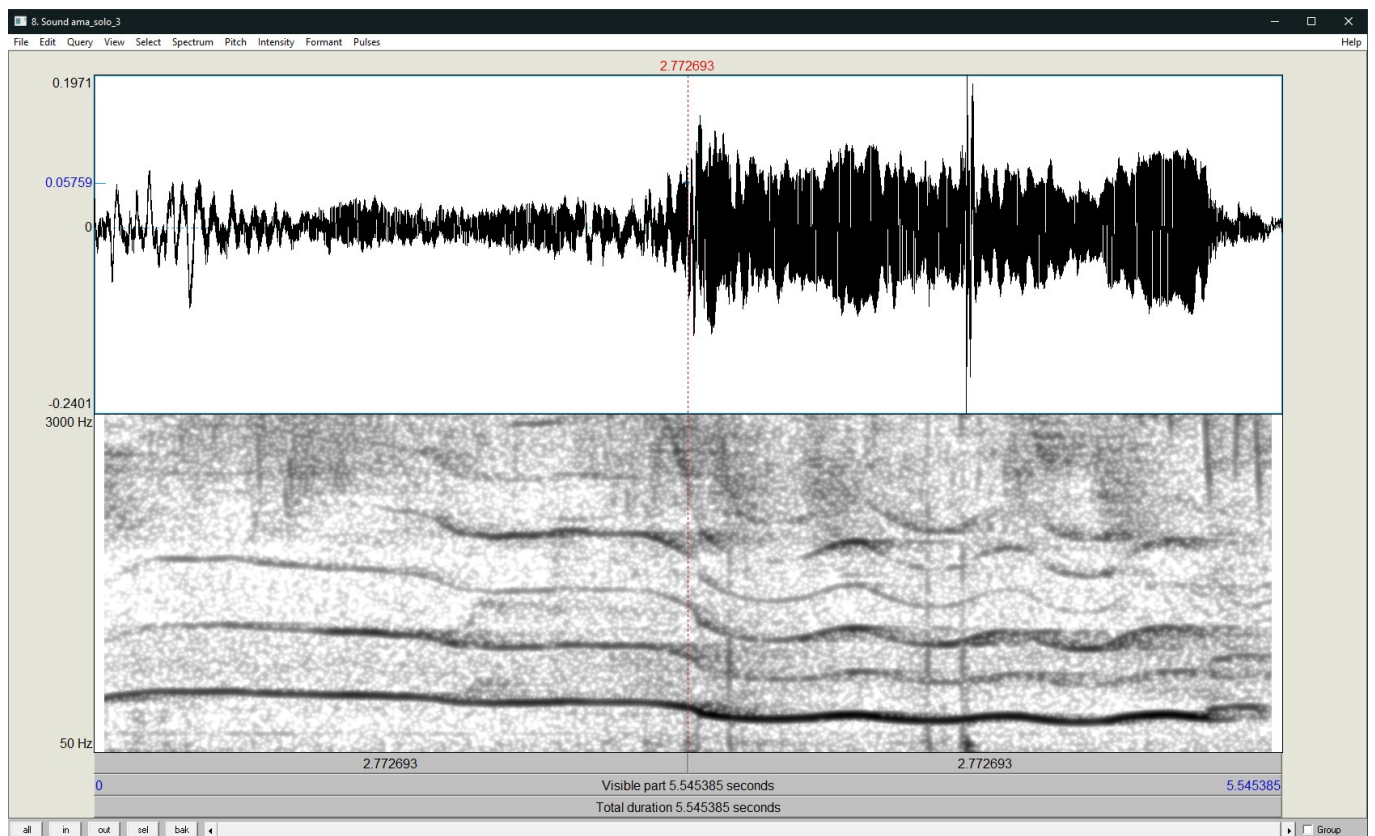 8. Sound ama_solo_3
File Edit Query View Select Spectrum Pitch Intensity Formant Pulses Help
2.772693
0.1971
0.05759
0
-0.2401
3000 Hz
50 Hz
2.772693 2.772693
0 Visible part 5.545385 seconds 5.545385
Total duration 5.545385 seconds
all in out sel bak Group